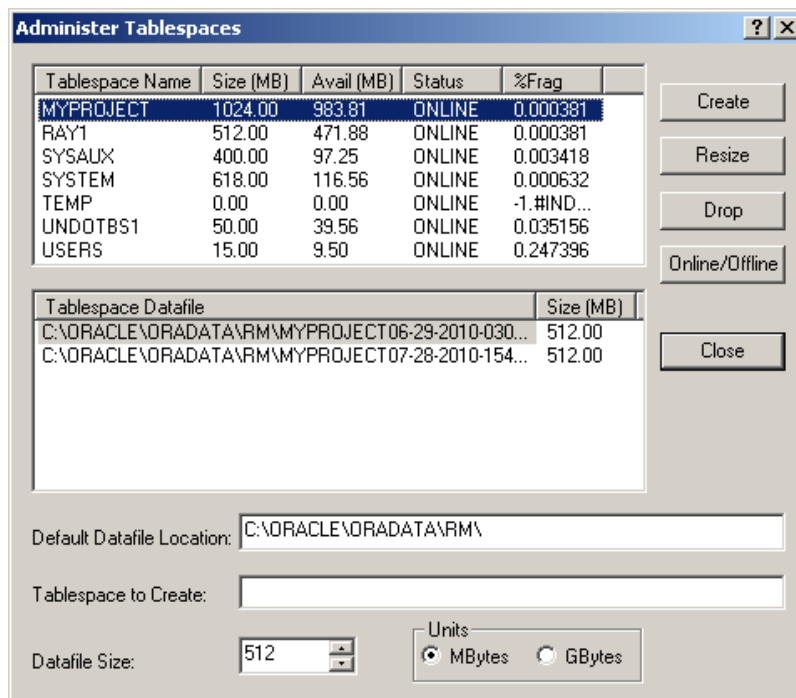 Administer Tablespaces
Tablespace Name Size (MB) Avail (MB) Status %Frag
MYPROJECT 1024.00 983.81 ONLINE 0.000381
RAY1 512.00 471.88 ONLINE 0.000381
SYSAUX 400.00 97.25 ONLINE 0.003418
SYSTEM 618.00 116.56 ONLINE 0.000632
TEMP 0.00 0.00 ONLINE -1.#IND...
UNDOTBS1 50.00 39.56 ONLINE 0.035156
USERS 15.00 9.50 ONLINE 0.247396
Create
Resize
Drop
Online/Offline
Tablespace Datafile Size (MB)
C:\ORACLE\ORADATA\RM\MYPROJECT06-29-2010-030... 512.00
C:\ORACLE\ORADATA\RM\MYPROJECT07-28-2010-154... 512.00
Close
Default Datafile Location: C:\ORACLE\ORADATA\RM\
Tablespace to Create:
Datafile Size: 512
Units
MBytes GBytes